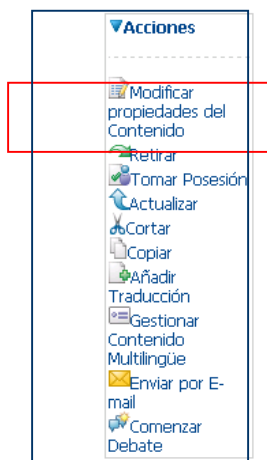 Acciones
Modificar
propiedades del
Contenido
Retirar
Tomar Posesión
Actualizar
Cortar
Copiar
Añadir
Traducción
Gestionar
Contenido
Multilingüe
Enviar por E-
mail
Comenzar
Debate